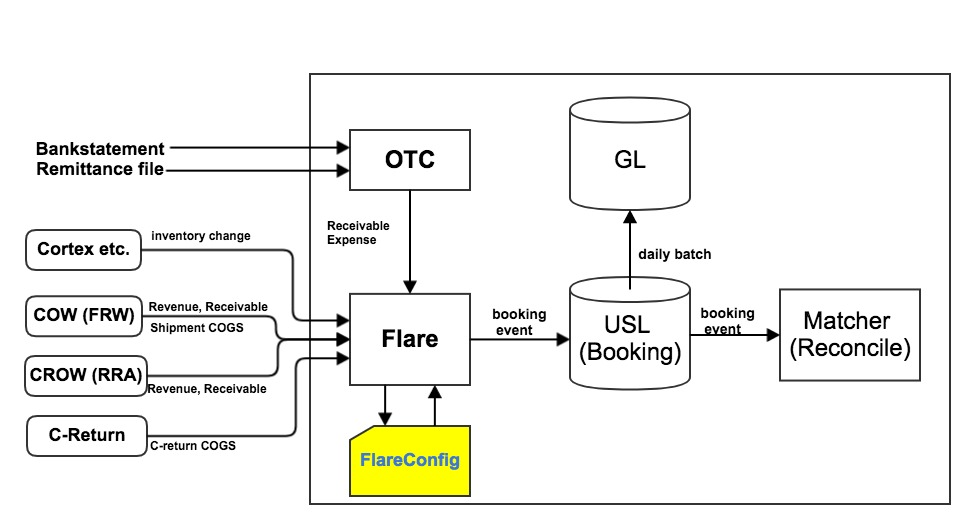 Bankstatement
Remittance file
OTC
GL
Receivable
Expense
daily batch
Cortex etc.
inventory change
COW (FRW)
Revenue, Receivable
Shipment COGS
CROW (RRA)
Revenue, Receivable
C-Return
C-return COGS
Flare
booking
event
USL
(Booking)
booking
event
Matcher
(Reconcile)
FlareConfig